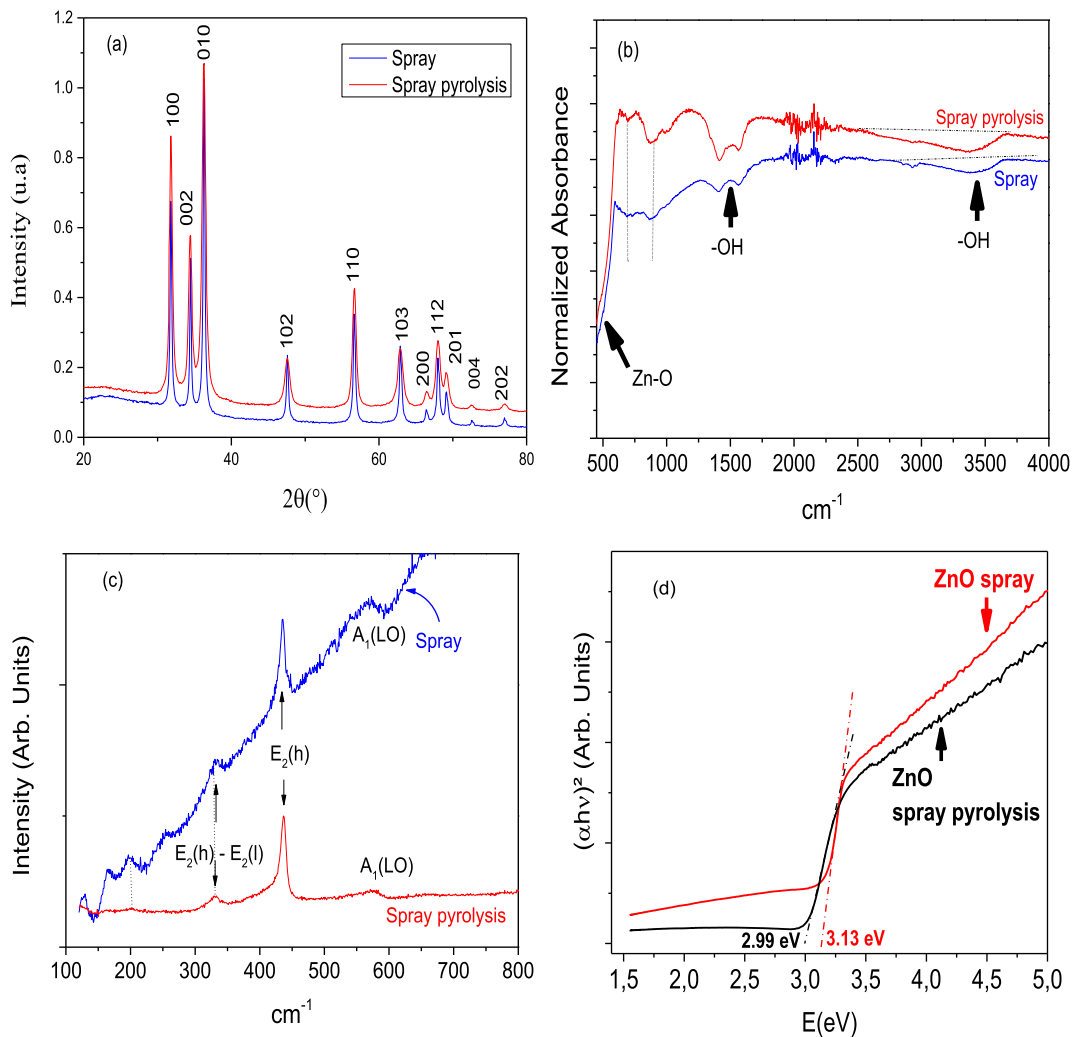 (a)
Spray
Spray pyrolysis
100
002
010
102
110
103
200
112
201
004
202
1.2
1.0
0.8
0.6
0.4
0.2
0.0
20
40
60
80
Intensity (u.a)
2θ(°)
(b)
Spray pyrolysis
Spray
-OH
-OH
Zn-O
Normalized Absorbance
500
1000
1500
2000
2500
3000
3500
4000
cm⁻¹
(c)
A₁(LO)
Spray
E₂(h)
E₂(h) - E₂(l)
A₁(LO)
Spray pyrolysis
Intensity (Arb. Units)
100
200
300
400
500
600
700
800
cm⁻¹
(d)
ZnO spray
ZnO
spray pyrolysis
2.99 eV
3.13 eV
(αhν)² (Arb. Units)
1,5
2,0
2,5
3,0
3,5
4,0
4,5
5,0
E(eV)